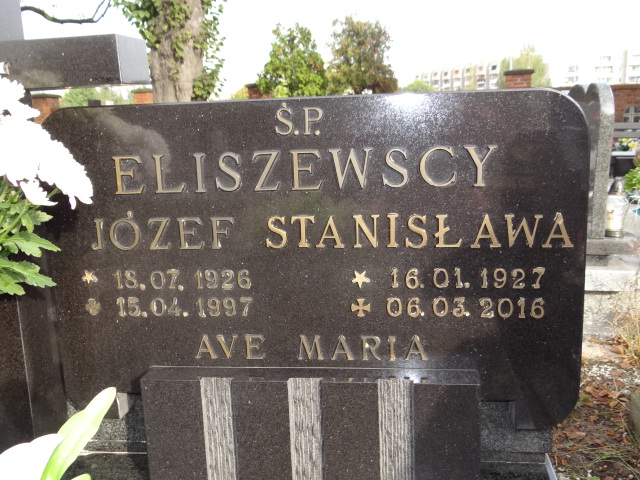 Ś.P.
ELISZEWSCY
JÓZEF STANISŁAWA
18.07.1926 16.01.1927
15.04.1997 06.03.2016
AVE MARIA